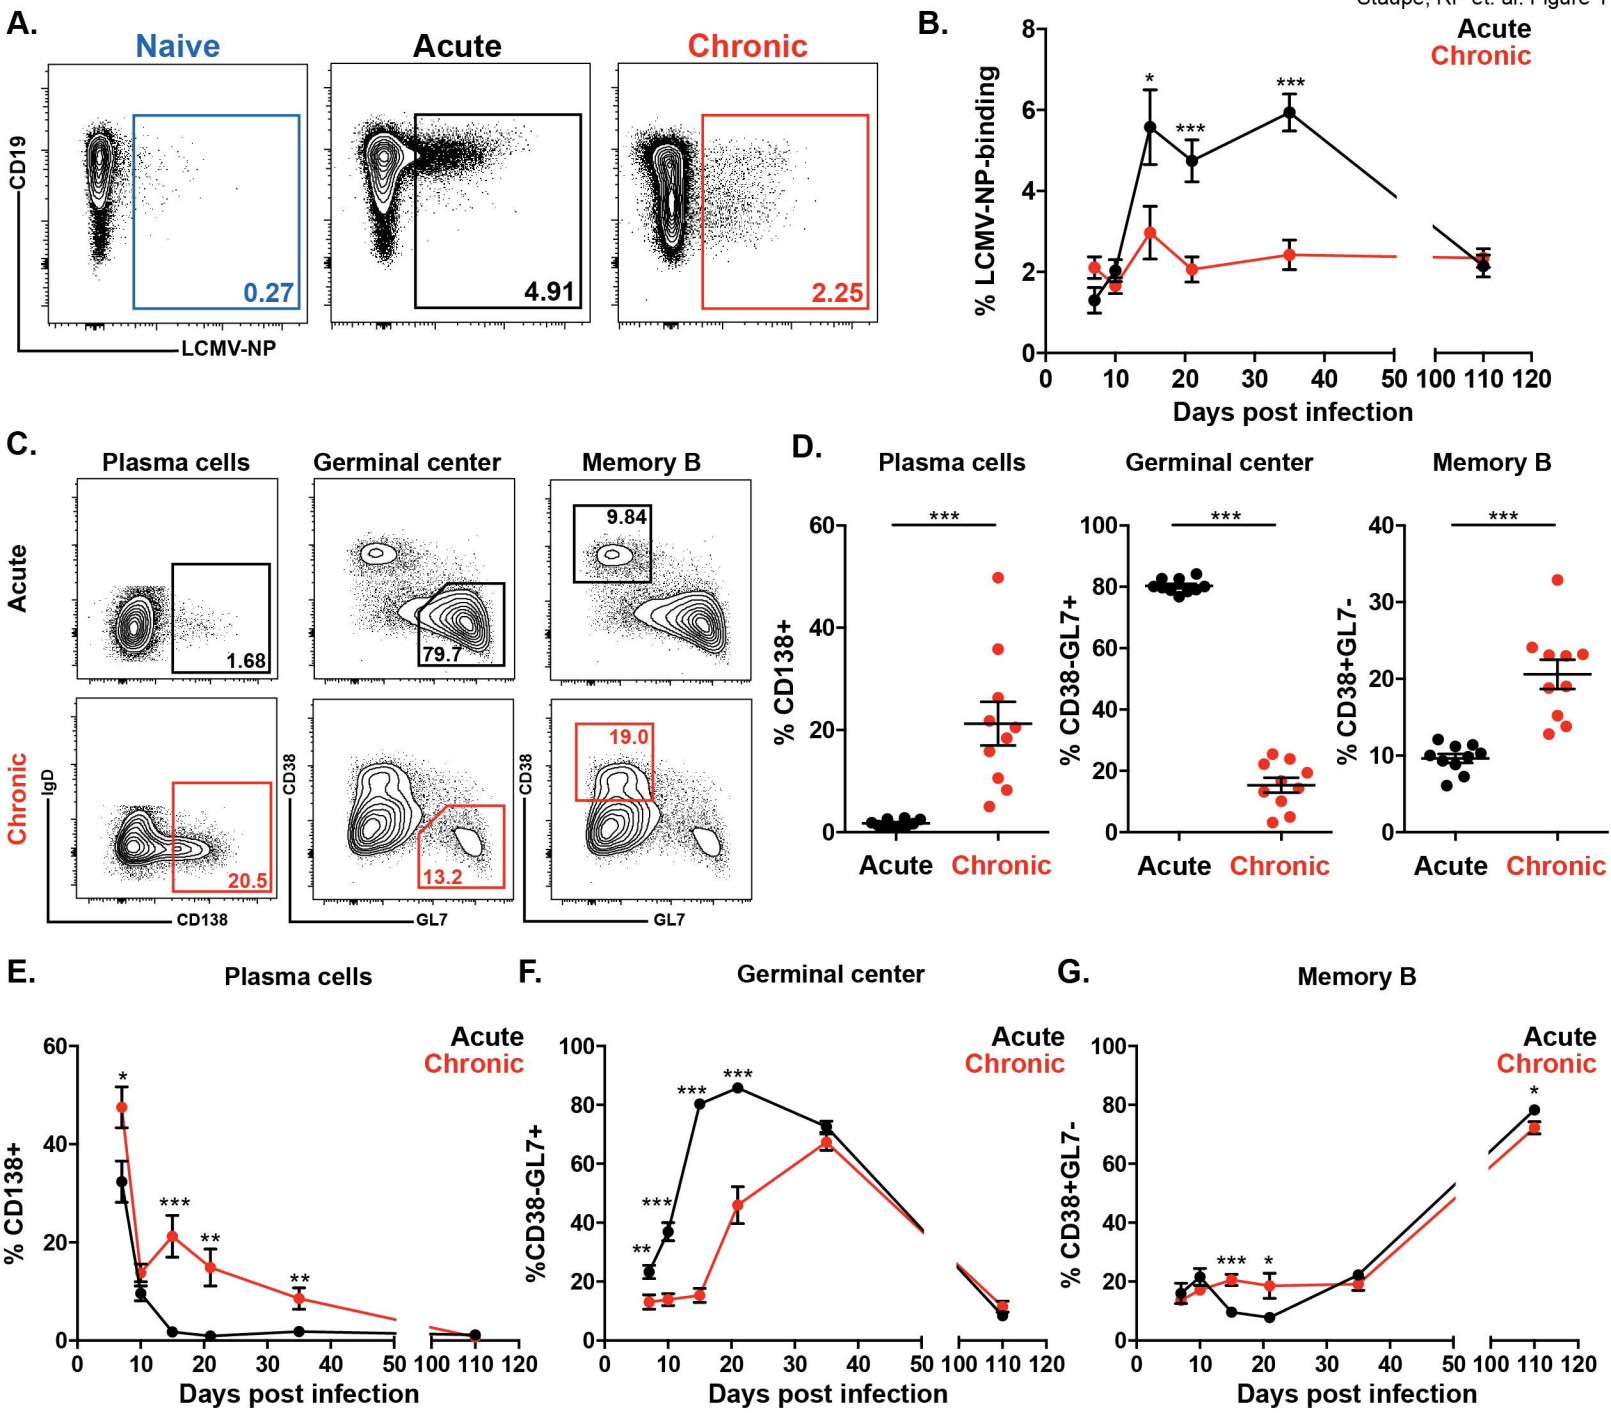 A.
Naive
Acute
Chronic
CD19
0.27
4.91
2.25
LCMV-NP
B.
Acute
Chronic
% LCMV-NP-binding
8
6
4
2
0
*
***
***
0 10 20 30 40 50 100 110 120
Days post infection
C.
Plasma cells
Germinal center
Memory B
Acute
1.68
79.7
9.84
Chronic
IgD
CD38
CD38
20.5
13.2
19.0
CD138
GL7
GL7
D.
Plasma cells
Germinal center
Memory B
% CD138+
60
40
20
0
***
Acute Chronic
% CD38-GL7+
100
80
60
40
20
0
***
Acute Chronic
% CD38+GL7-
40
30
20
10
0
***
Acute Chronic
E.
Plasma cells
Acute
Chronic
% CD138+
60
40
20
0
*
***
**
**
0 10 20 30 40 50 100 110 120
Days post infection
F.
Germinal center
Acute
Chronic
%CD38-GL7+
100
80
60
40
20
0
**
***
***
***
0 10 20 30 40 50 100 110 120
Days post infection
G.
Memory B
Acute
Chronic
% CD38+GL7-
100
80
60
40
20
0
***
*
*
0 10 20 30 40 50 100 110 120
Days post infection